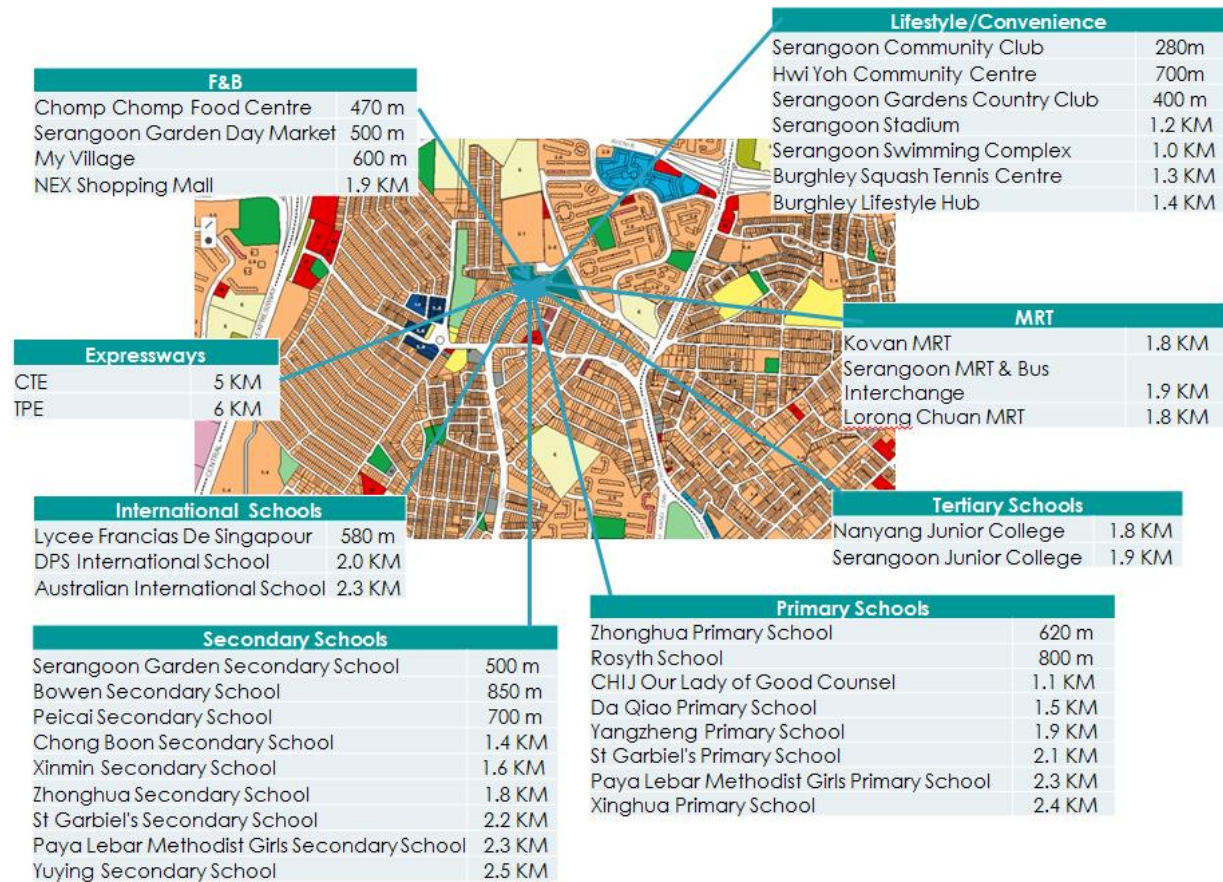 Lifestyle/Convenience
Serangoon Community Club 280m
Hwi Yoh Community Centre 700m
Serangoon Gardens Country Club 400 m
Serangoon Stadium 1.2 KM
Serangoon Swimming Complex 1.0 KM
Burghley Squash Tennis Centre 1.3 KM
Burghley Lifestyle Hub 1.4 KM
F&B
Chomp Chomp Food Centre 470 m
Serangoon Garden Day Market 500 m
My Village 600 m
NEX Shopping Mall 1.9 KM
MRT
Kovan MRT 1.8 KM
Serangoon MRT & Bus
Interchange 1.9 KM
Lorong Chuan MRT 1.8 KM
Expressways
CTE 5 KM
TPE 6 KM
International Schools
Lycee Francias De Singapour 580 m
DPS International School 2.0 KM
Australian International School 2.3 KM
Tertiary Schools
Nanyang Junior College 1.8 KM
Serangoon Junior College 1.9 KM
Secondary Schools
Serangoon Garden Secondary School 500 m
Bowen Secondary School 850 m
Peicai Secondary School 700 m
Chong Boon Secondary School 1.4 KM
Xinmin Secondary School 1.6 KM
Zhonghua Secondary School 1.8 KM
St Garbiel's Secondary School 2.2 KM
Paya Lebar Methodist Girls Secondary School 2.3 KM
Yuying Secondary School 2.5 KM
Primary Schools
Zhonghua Primary School 620 m
Rosyth School 800 m
CHIJ Our Lady of Good Counsel 1.1 KM
Da Qiao Primary School 1.5 KM
Yangzheng Primary School 1.9 KM
St Garbiel's Primary School 2.1 KM
Paya Lebar Methodist Girls Primary School 2.3 KM
Xinghua Primary School 2.4 KM